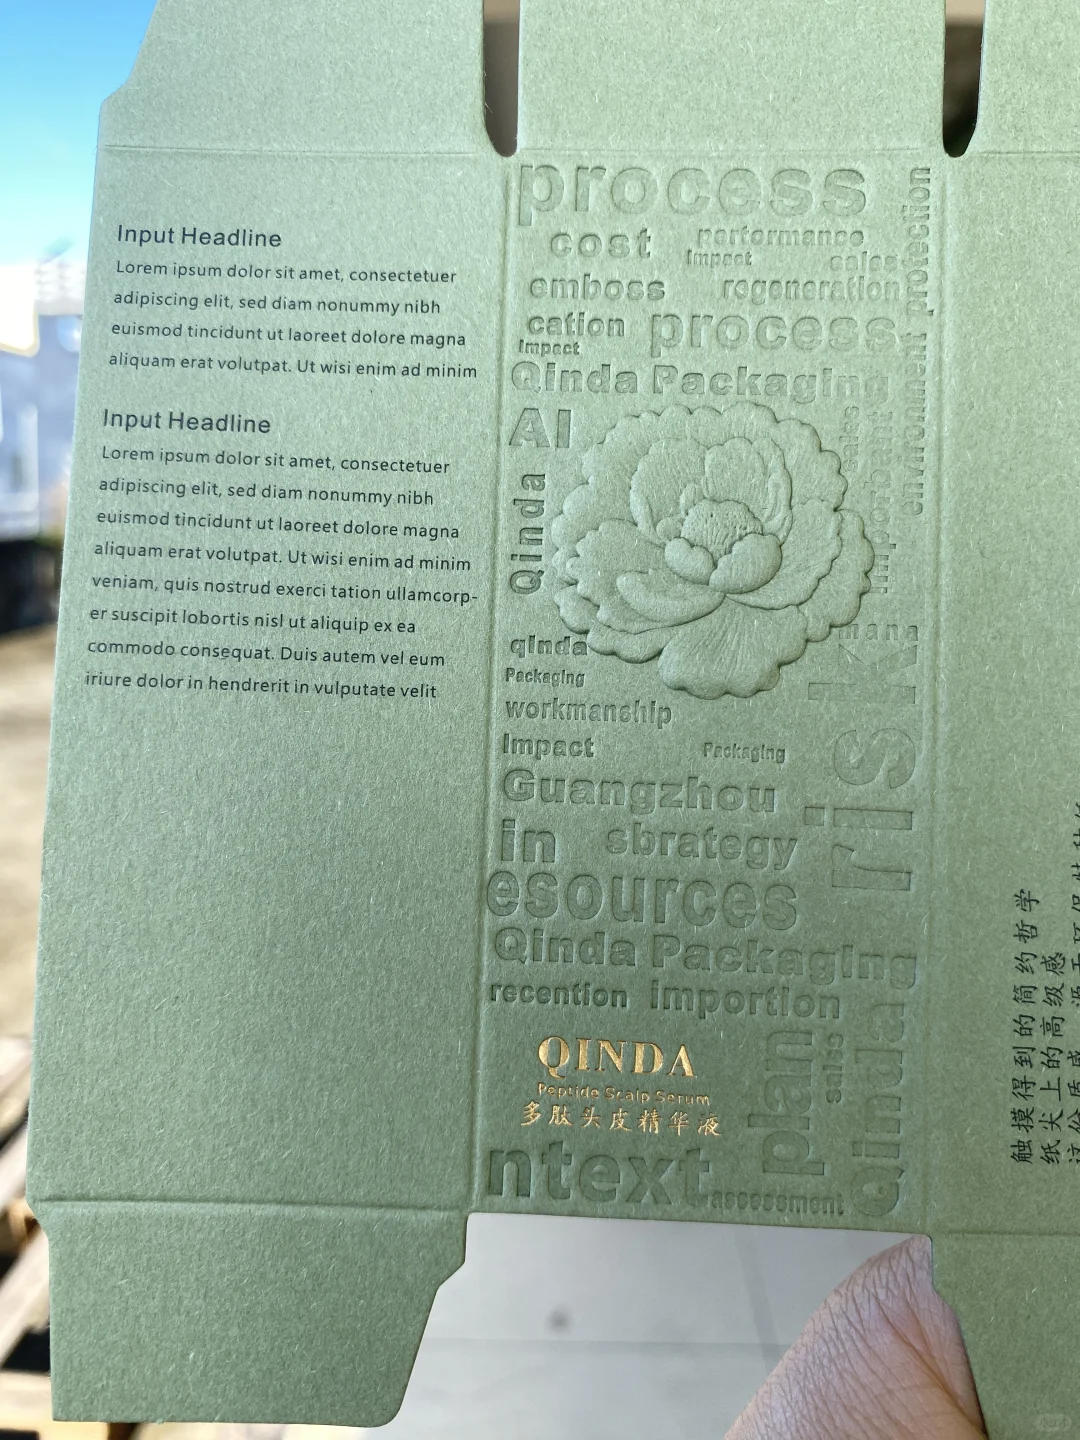 Input Headline
Lorem ipsum dolor sit amet, consectetuer
adipiscing elit, sed diam nonummy nibh
euismod tincidunt ut laoreet dolore magna
aliquam erat volutpat. Ut wisi enim ad minim
Input Headline
Lorem ipsum dolor sit amet, consectetuer
adipiscing elit, sed diam nonummy nibh
euismod tincidunt ut laoreet dolore magna
aliquam erat volutpat. Ut wisi enim ad minim
veniam, quis nostrud exerci tation ullamcorp-
er suscipit lobortis nisl ut aliquip ex ea
commodo consequat. Duis autem vel eum
iriure dolor in hendrerit in vulputate velit
process
cost
performance
Impact
sales
emboss
regeneration
cation
process
Impact
Qinda Packaging
AI
Qinda
sales
important
environment protection
qinda
mana
Packaging
workmanship
Impact
Packaging
risk
Guangzhou
in
sbrategy
esources
Qinda Packaging
recention
importion
QINDA
Peptide Scalp Serum
多肽头皮精华液
plan
sales
Qinda
ntext
assessment
触摸得到的简约哲学
纸尖上的高级感